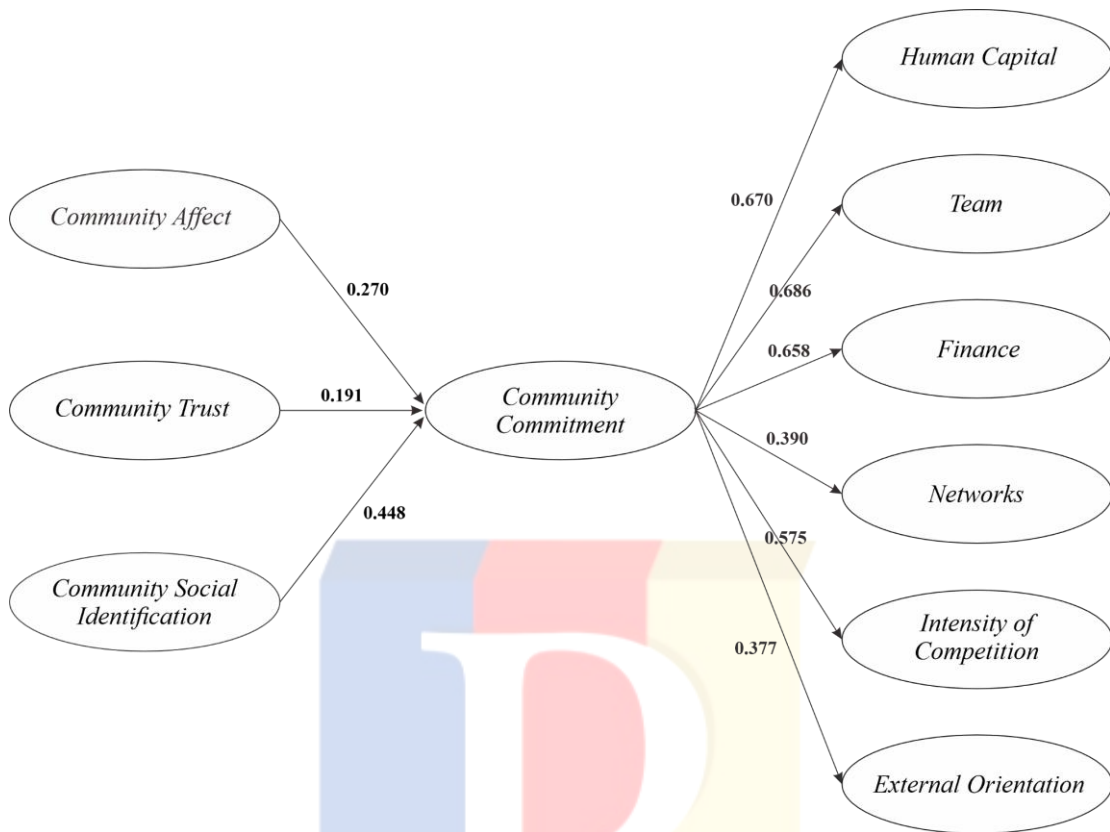 Human Capital
Community Affect
0.670
Team
0.270
0.686
Finance
0.658
Community Trust
0.191
Community
Commitment
0.390
Networks
0.448
0.575
Community Social
Identification
Intensity of
Competition
0.377
External Orientation
D